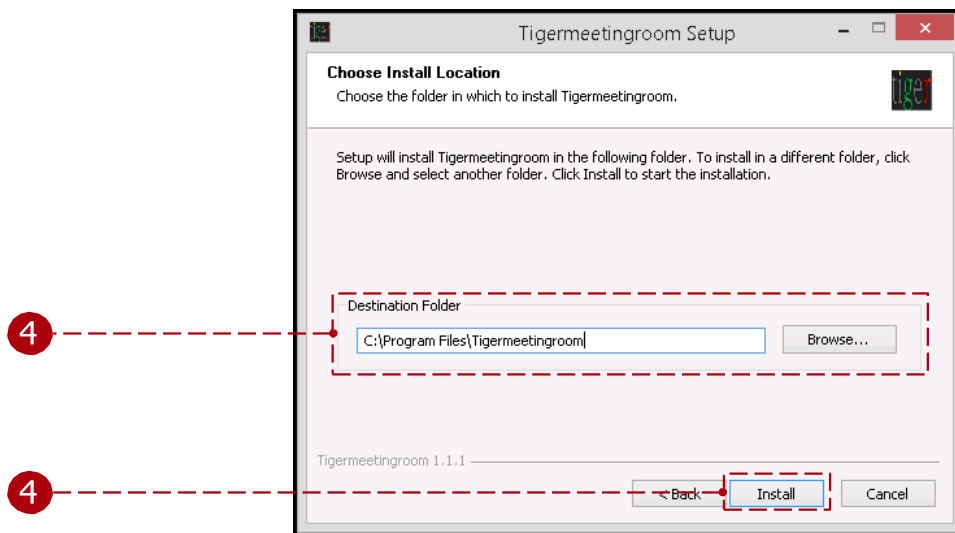 Tigermeetingroom Setup
Choose Install Location
Choose the folder in which to install Tigermeetingroom.
tiger
Setup will install Tigermeetingroom in the following folder. To install in a different folder, click
Browse and select another folder. Click Install to start the installation.
Destination Folder
4
C:\Program Files\Tigermeetingroom
Browse...
Tigermeetingroom 1.1.1
4
< Back
Install
Cancel